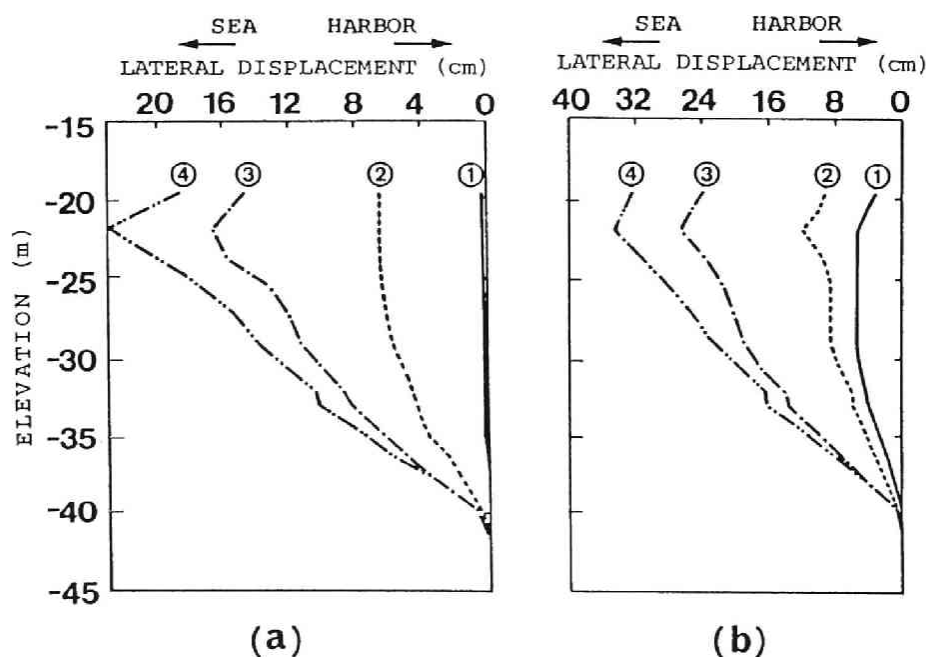 SEA HARBOR
LATERAL DISPLACEMENT (cm)
20 16 12 8 4 0
-15
-20
-25
-30
-35
-40
-45
ELEVATION (m)
④ ③ ② ①
(a)
SEA HARBOR
LATERAL DISPLACEMENT (cm)
40 32 24 16 8 0
④ ③ ② ①
(b)